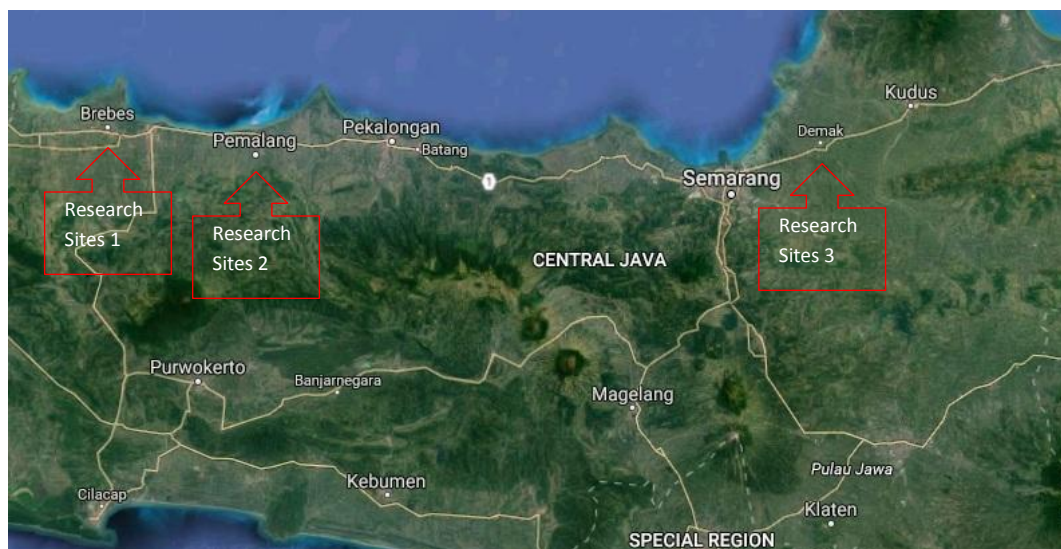 Kudus
Brebes
Pekalongan
Demak
Pemalang
Batang
1
Semarang
Research
Sites 1
Research
Sites 2
Research
Sites 3
CENTRAL JAVA
Purwokerto
Banjarnegara
Magelang
Pulau Jawa
Kebumen
Cilacap
Klaten
SPECIAL REGION